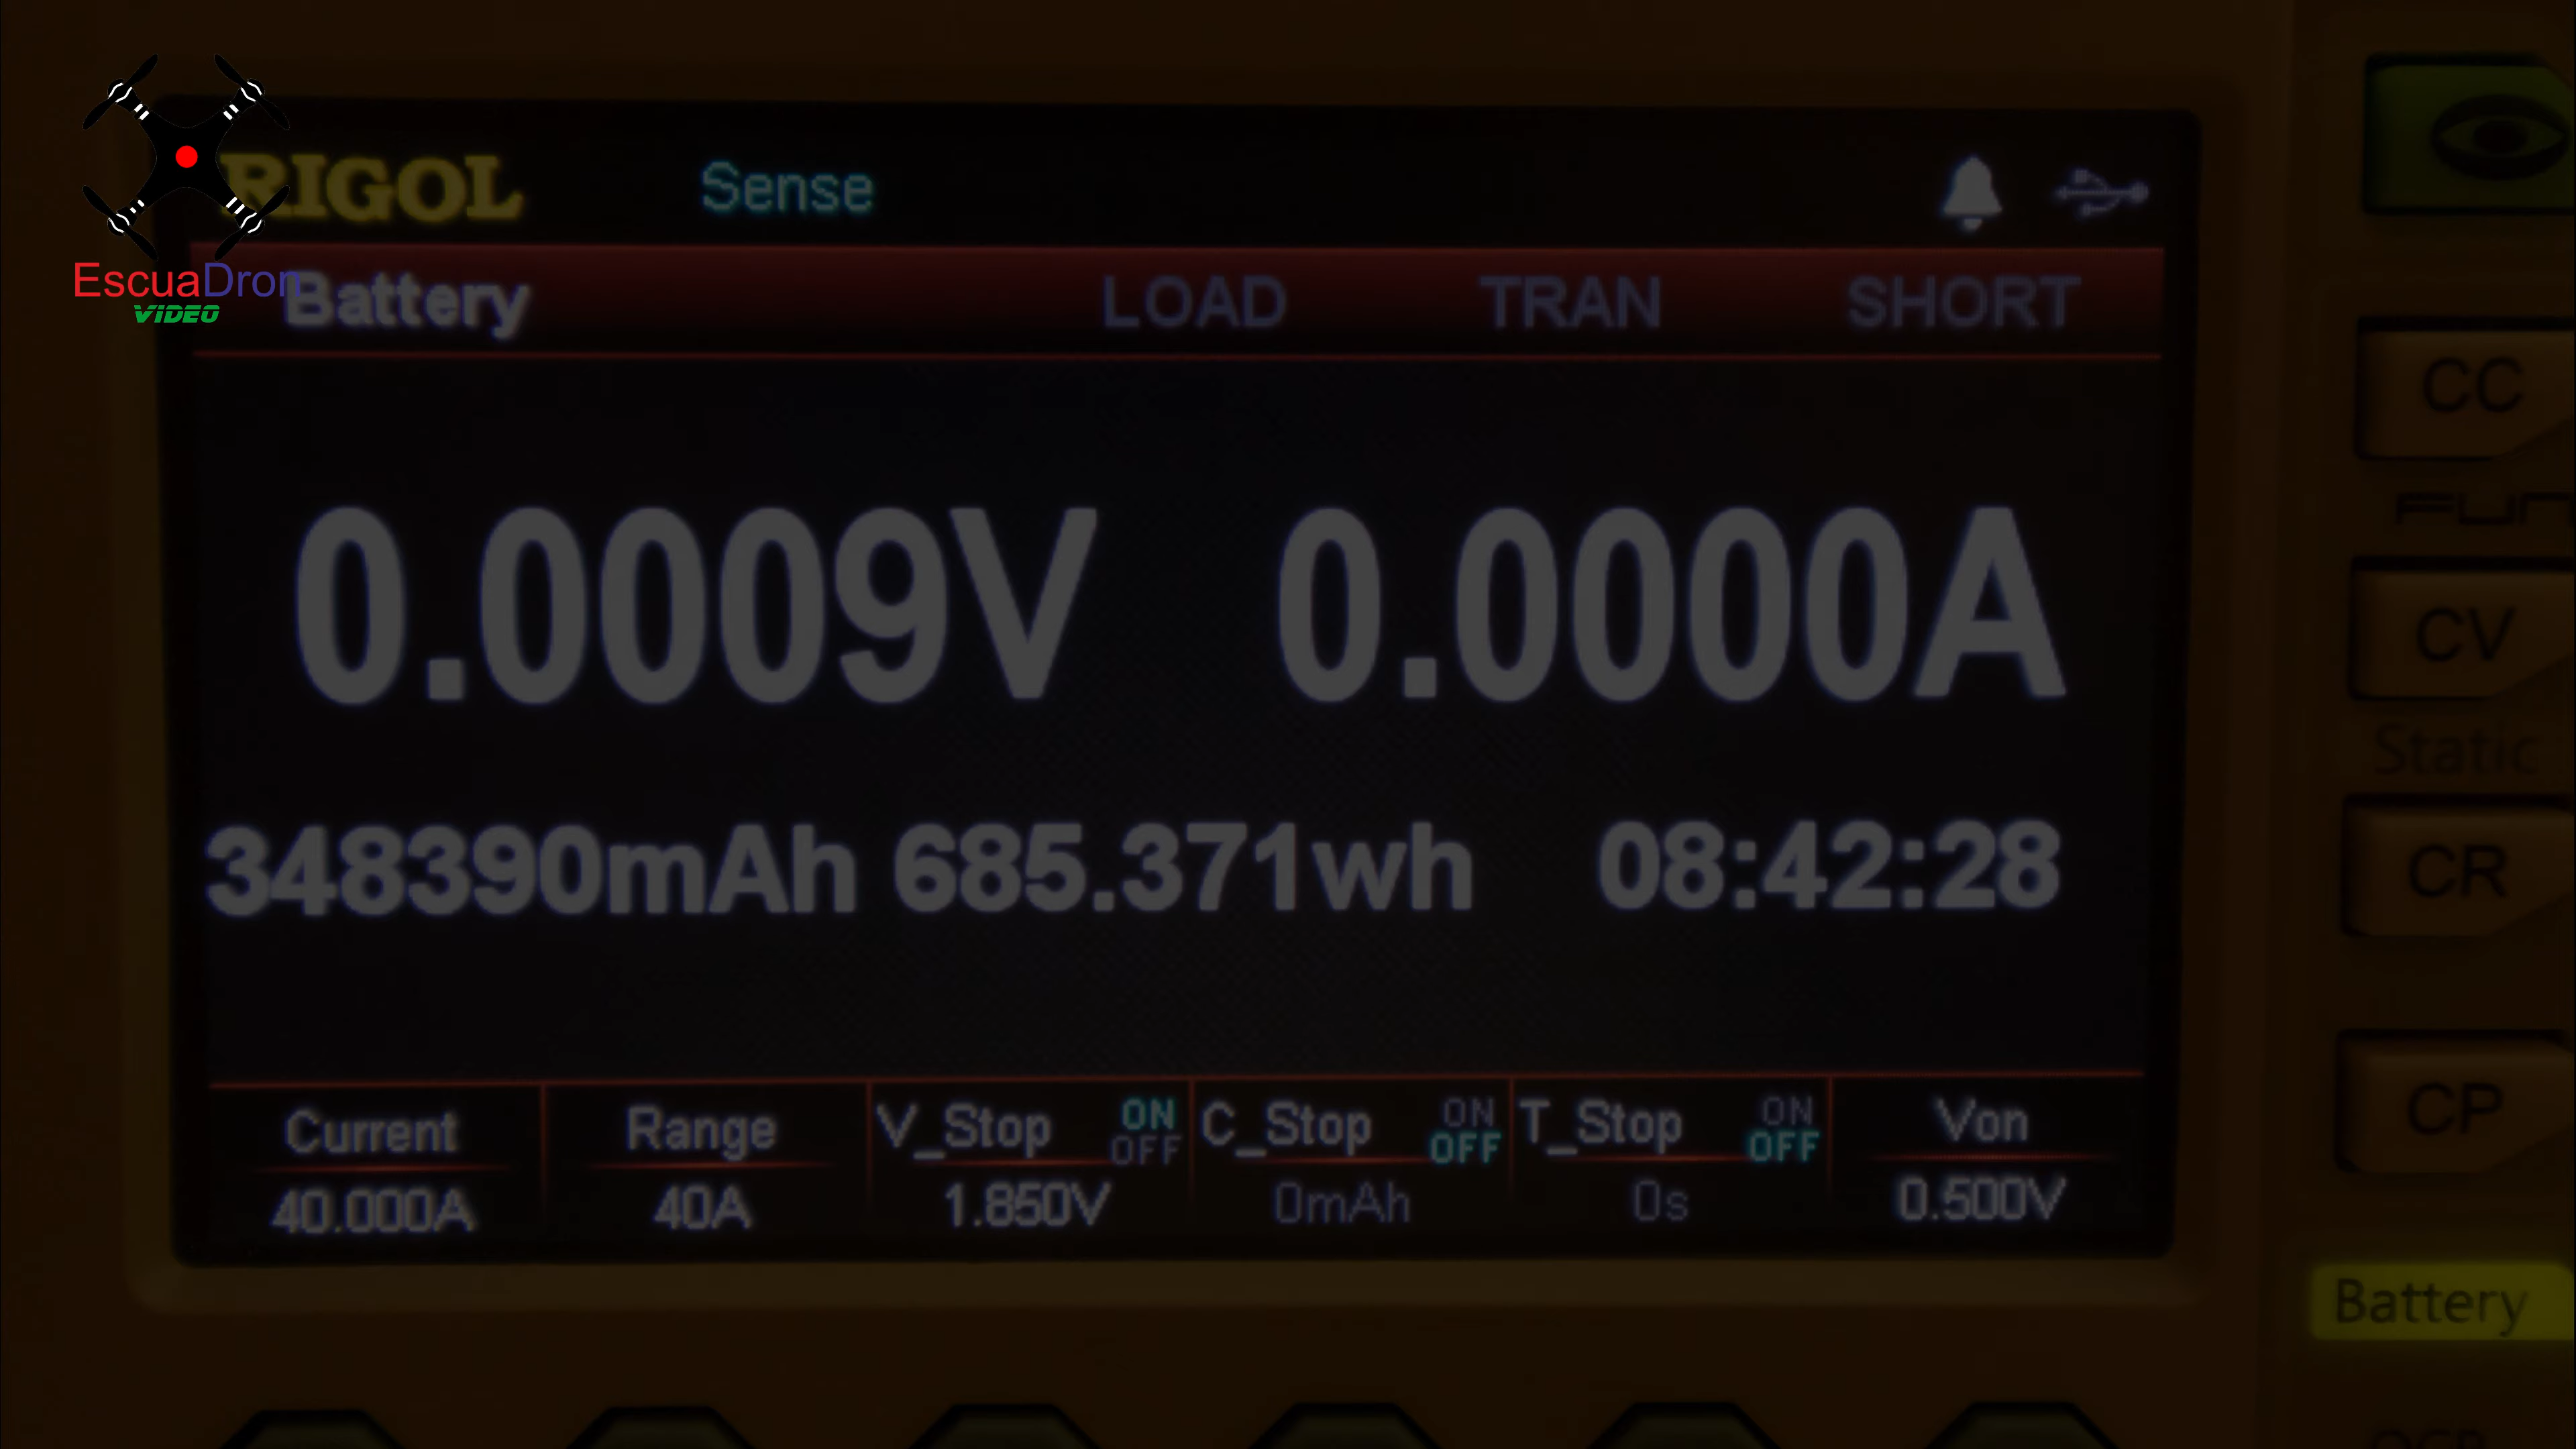 RIGOL
Sense
EscuaDron
VIDEO
Battery
LOAD
TRAN
SHORT
CC
0.0009V
0.0000A
CV
Static
348390mAh
685.371wh
08:42:28
CR
Current
40.000A
Range
40A
V_Stop
ON
OFF
1.850V
C_Stop
ON
OFF
0mAh
T_Stop
ON
OFF
0s
Von
0.500V
CP
Battery